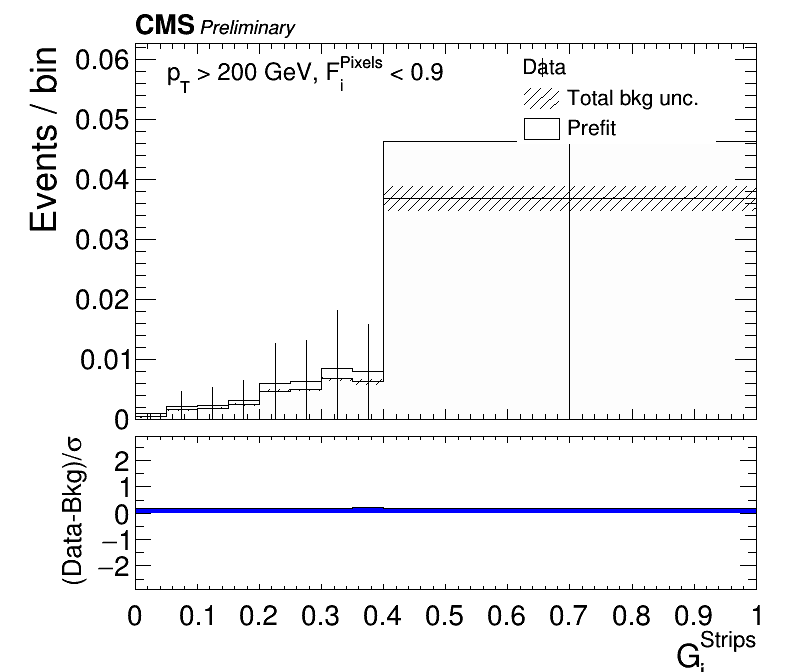 CMS Preliminary
p_T > 200 GeV, F_i^Pixels < 0.9
Data
Total bkg unc.
Prefit
Events / bin
0.06
0.05
0.04
0.03
0.02
0.01
0
(Data-Bkg)/σ
2
1
0
−1
−2
0 0.1 0.2 0.3 0.4 0.5 0.6 0.7 0.8 0.9 1
G_i^Strips